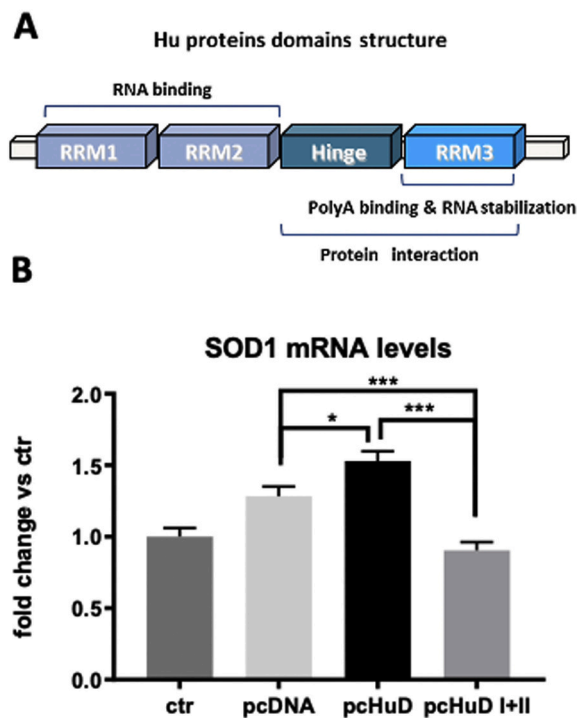 A
Hu proteins domains structure
RNA binding
RRM1 RRM2 Hinge RRM3
PolyA binding & RNA stabilization
Protein interaction
B
SOD1 mRNA levels
fold change vs ctr
2.0
1.5
1.0
0.5
0.0
***
* ***
ctr pcDNA pcHuD pcHuD I+II